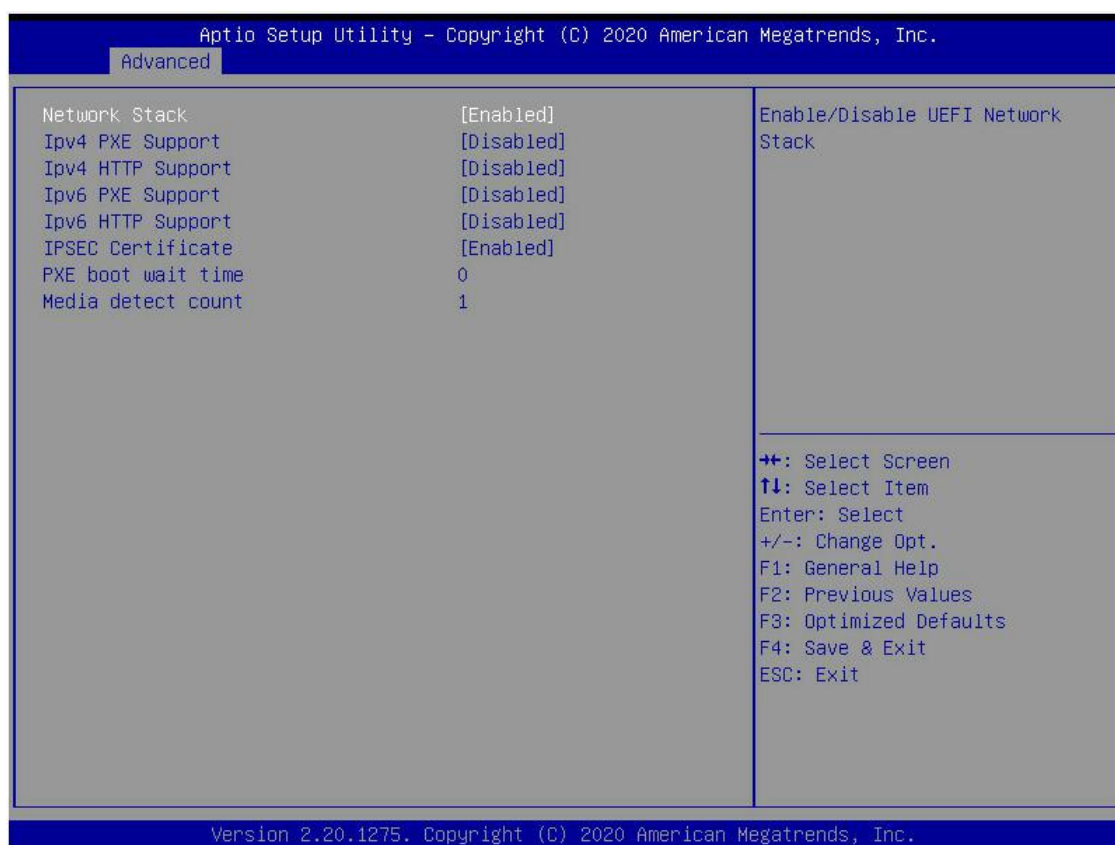 Aptio Setup Utility – Copyright (C) 2020 American Megatrends, Inc.
Advanced
Network Stack [Enabled]
Ipv4 PXE Support [Disabled]
Ipv4 HTTP Support [Disabled]
Ipv6 PXE Support [Disabled]
Ipv6 HTTP Support [Disabled]
IPSEC Certificate [Enabled]
PXE boot wait time 0
Media detect count 1
Enable/Disable UEFI Network
Stack
→←: Select Screen
↑↓: Select Item
Enter: Select
+/-: Change Opt.
F1: General Help
F2: Previous Values
F3: Optimized Defaults
F4: Save & Exit
ESC: Exit
Version 2.20.1275. Copyright (C) 2020 American Megatrends, Inc.